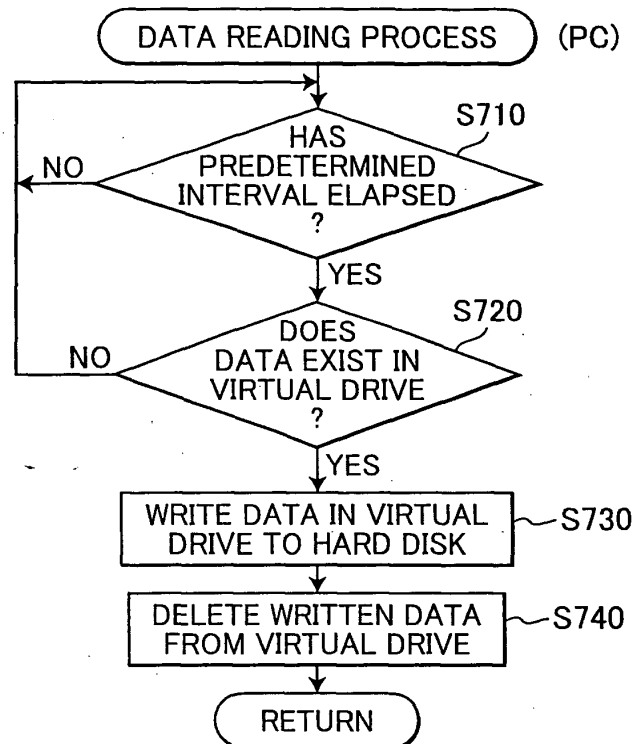 DATA READING PROCESS (PC)
S710
HAS
PREDETERMINED
INTERVAL ELAPSED
?
NO
YES
S720
DOES
DATA EXIST IN
VIRTUAL DRIVE
?
NO
YES
WRITE DATA IN VIRTUAL
DRIVE TO HARD DISK
S730
DELETE WRITTEN DATA
FROM VIRTUAL DRIVE
S740
RETURN